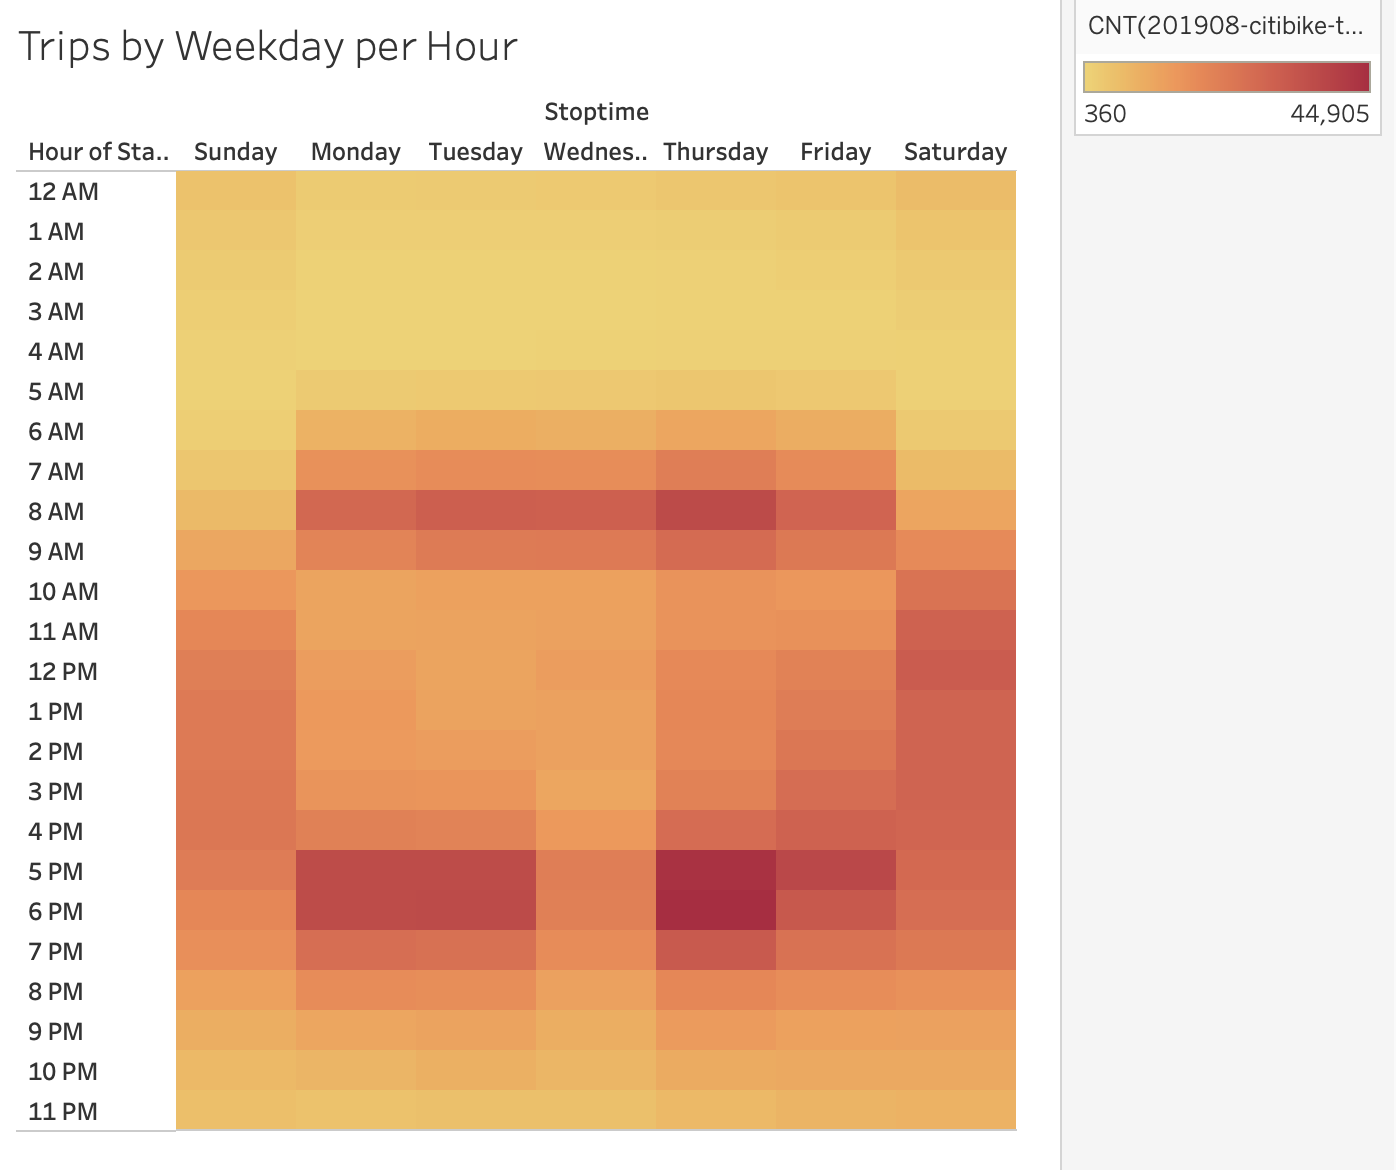 Trips by Weekday per Hour
CNT(201908-citibike-t...
360 44,905
Stoptime
Hour of Sta.. Sunday Monday Tuesday Wednes.. Thursday Friday Saturday
12 AM
1 AM
2 AM
3 AM
4 AM
5 AM
6 AM
7 AM
8 AM
9 AM
10 AM
11 AM
12 PM
1 PM
2 PM
3 PM
4 PM
5 PM
6 PM
7 PM
8 PM
9 PM
10 PM
11 PM